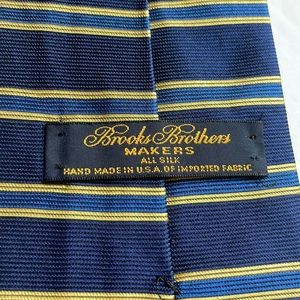 Brooks Brothers
MAKERS
ALL SILK
HAND MADE IN U.S.A. OF IMPORTED FABRIC